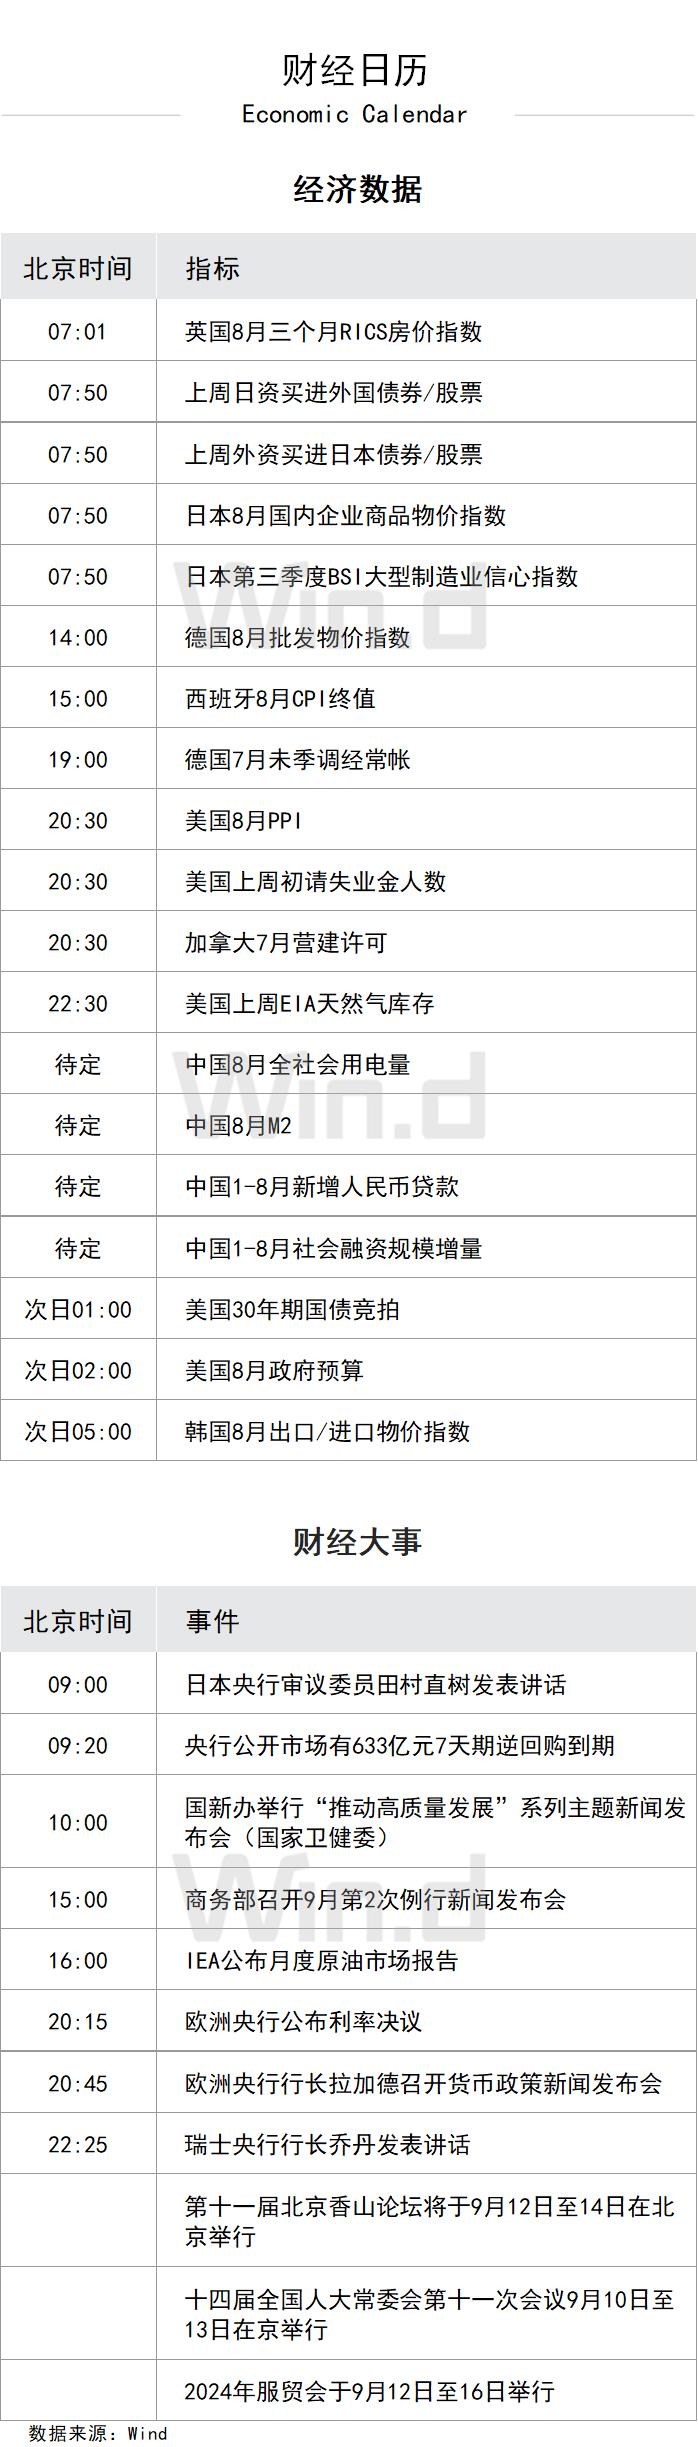 财经日历
Economic Calendar
经济数据
北京时间 指标
07:01 英国8月三个月RICS房价指数
07:50 上周日资买进外国债券/股票
07:50 上周外资买进日本债券/股票
07:50 日本8月国内企业商品物价指数
07:50 日本第三季度BSI大型制造业信心指数
14:00 德国8月批发物价指数
15:00 西班牙8月CPI终值
19:00 德国7月未季调经常帐
20:30 美国8月PPI
20:30 美国上周初请失业金人数
20:30 加拿大7月营建许可
22:30 美国上周EIA天然气库存
待定 中国8月全社会用电量
待定 中国8月M2
待定 中国1-8月新增人民币贷款
待定 中国1-8月社会融资规模增量
次日01:00 美国30年期国债竞拍
次日02:00 美国8月政府预算
次日05:00 韩国8月出口/进口物价指数
财经大事
北京时间 事件
09:00 日本央行审议委员田村直树发表讲话
09:20 央行公开市场有633亿元7天期逆回购到期
10:00 国新办举行“推动高质量发展”系列主题新闻发
布会（国家卫健委）
15:00 商务部召开9月第2次例行新闻发布会
16:00 IEA公布月度原油市场报告
20:15 欧洲央行公布利率决议
20:45 欧洲央行行长拉加德召开货币政策新闻发布会
22:25 瑞士央行行长乔丹发表讲话
第十一届北京香山论坛将于9月12日至14日在北
京举行
十四届全国人大常委会第十一次会议9月10日至
13日在京举行
2024年服贸会于9月12日至16日举行
数据来源：Wind
Win.d
Win.d
Win.d